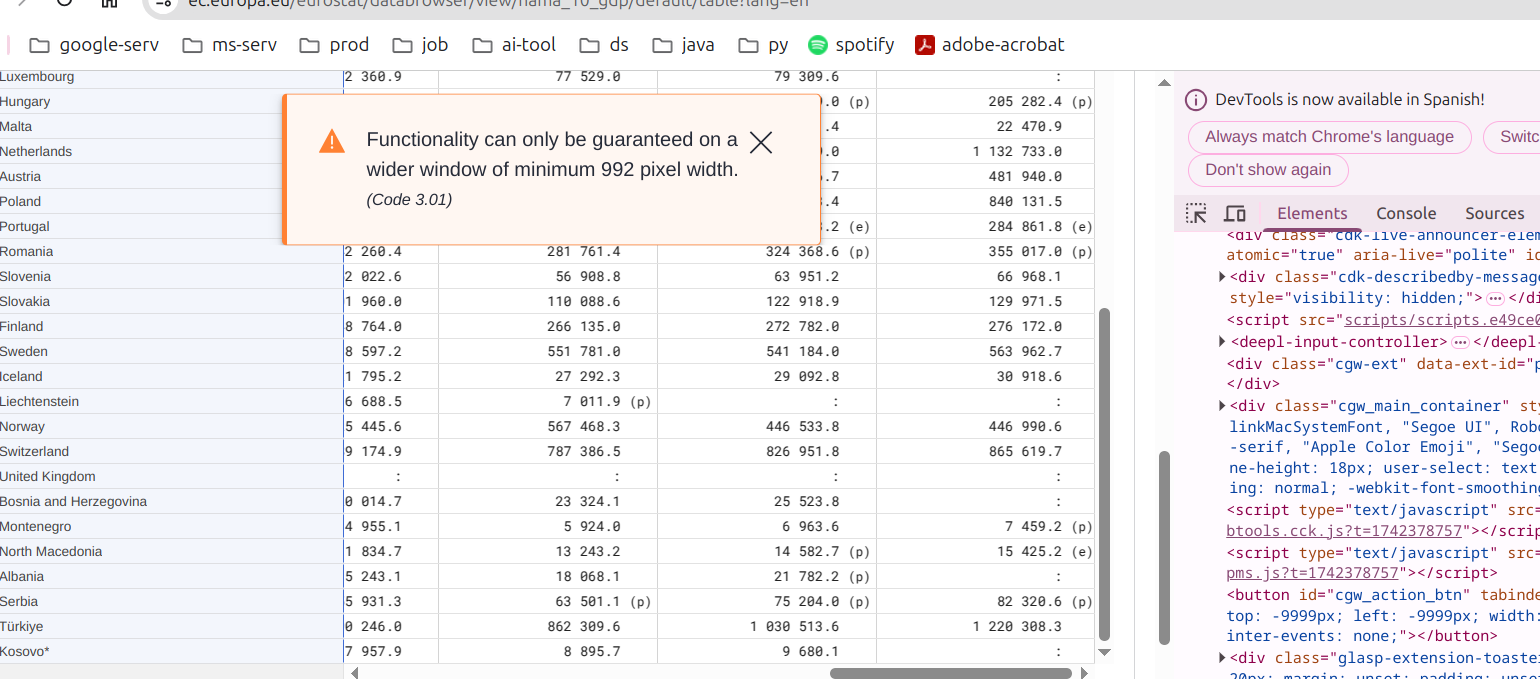 ec.europa.eu/eurostat/databrowser/view/nama_10_gdp/default/table?lang=en
google-serv ms-serv prod job ai-tool ds java py spotify adobe-acrobat
Luxembourg 2 360.9 77 529.0 79 309.6 :
Hungary .0 (p) 205 282.4 (p)
Malta .4 22 470.9
Netherlands .0 1 132 733.0
Austria .7 481 940.0
Poland .4 840 131.5
Portugal .2 (e) 284 861.8 (e)
Functionality can only be guaranteed on a
wider window of minimum 992 pixel width.
(Code 3.01)
Romania 2 260.4 281 761.4 324 368.6 (p) 355 017.0 (p)
Slovenia 2 022.6 56 908.8 63 951.2 66 968.1
Slovakia 1 960.0 110 088.6 122 918.9 129 971.5
Finland 8 764.0 266 135.0 272 782.0 276 172.0
Sweden 8 597.2 551 781.0 541 184.0 563 962.7
Iceland 1 795.2 27 292.3 29 092.8 30 918.6
Liechtenstein 6 688.5 7 011.9 (p) : :
Norway 5 445.6 567 468.3 446 533.8 446 990.6
Switzerland 9 174.9 787 386.5 826 951.8 865 619.7
United Kingdom : : : :
Bosnia and Herzegovina 0 014.7 23 324.1 25 523.8 :
Montenegro 4 955.1 5 924.0 6 963.6 7 459.2 (p)
North Macedonia 1 834.7 13 243.2 14 582.7 (p) 15 425.2 (e)
Albania 5 243.1 18 068.1 21 782.2 (p) :
Serbia 5 931.3 63 501.1 (p) 75 204.0 (p) 82 320.6 (p)
Türkiye 0 246.0 862 309.6 1 030 513.6 1 220 308.3
Kosovo* 7 957.9 8 895.7 9 680.1 :
DevTools is now available in Spanish!
Always match Chrome's language Switc
Don't show again
Elements Console Sources
<div class="cdk-live-announcer-elem
atomic="true" aria-live="polite" id
<div class="cdk-describedby-message
style="visibility: hidden;"> ⋯ </di
<script src="scripts/scripts.e49ce0
<deepl-input-controller> ⋯ </deepl-
<div class="cgw-ext" data-ext-id="p
</div>
<div class="cgw_main_container" sty
linkMacSystemFont, "Segoe UI", Robo
-serif, "Apple Color Emoji", "Segoe
ne-height: 18px; user-select: text
ing: normal; -webkit-font-smoothing
<script type="text/javascript" src=
btools.cck.js?t=1742378757"></scrip
<script type="text/javascript" src=
pms.js?t=1742378757"></script>
<button id="cgw_action_btn" tabinde
top: -9999px; left: -9999px; width:
inter-events: none;"></button>
<div class="glasp-extension-toaster
20px; margin: unset; padding: unse